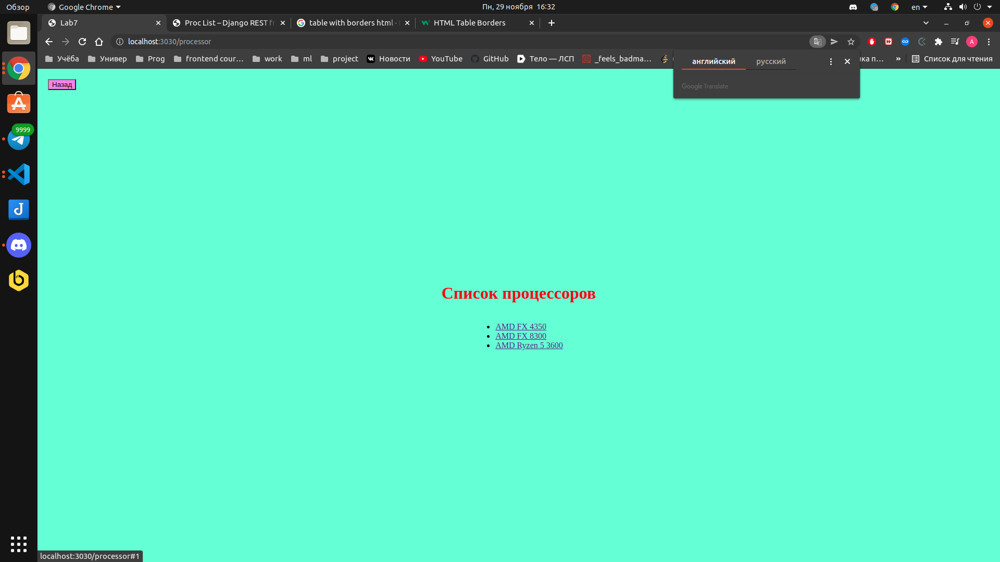 Обзор
Google Chrome
Пн, 29 ноября 16:32
en
Lab7
Proc List – Django REST fr
table with borders html -
HTML Table Borders
localhost:3030/processor
A
Учёба
Универ
Prog
frontend cour…
work
ml
project
Новости
YouTube
GitHub
Тело — ЛСП
_feels_badma…
ка п…
»
Список для чтения
английский
русский
Google Translate
9999
Назад
Список процессоров
AMD FX 4350
AMD FX 8300
AMD Ryzen 5 3600
localhost:3030/processor#1